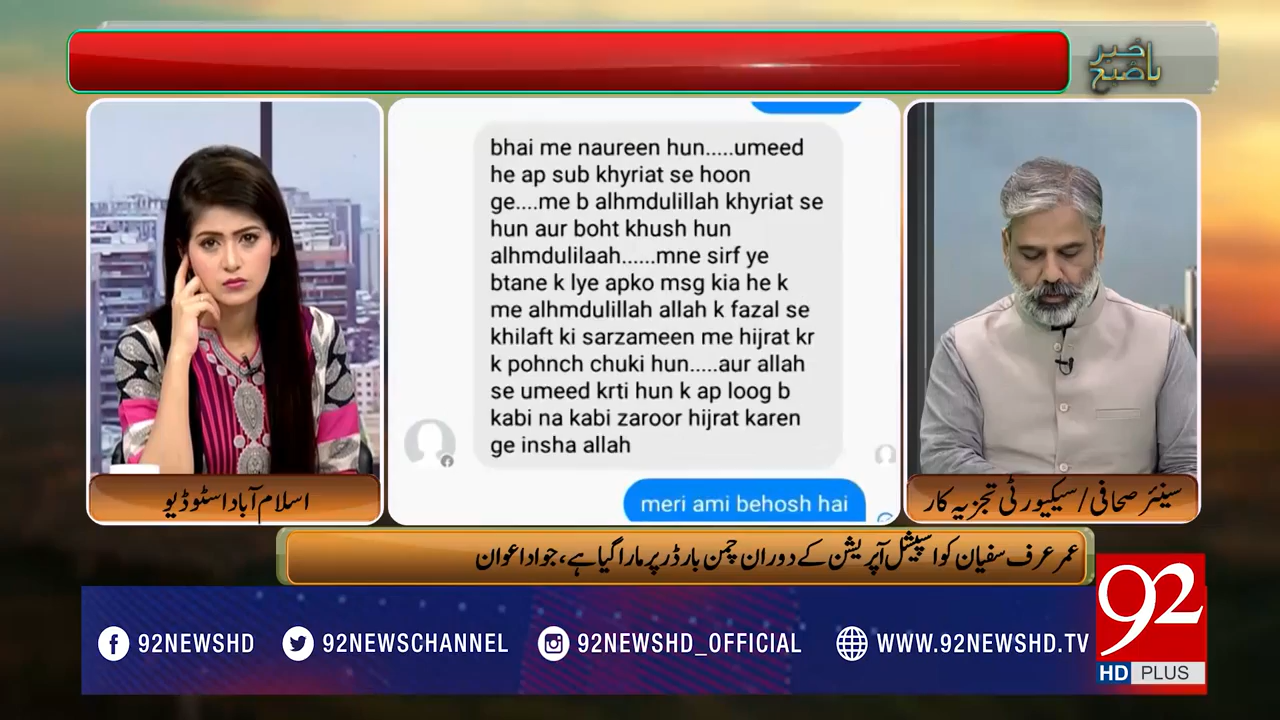 باخبر
صبح
bhai me naureen hun.....umeed
he ap sub khyriat se hoon
ge....me b alhmdulillah khyriat se
hun aur boht khush hun
alhmdulilaah......mne sirf ye
btane k lye apko msg kia he k
me alhmdulillah allah k fazal se
khilaft ki sarzameen me hijrat kr
k pohnch chuki hun.....aur allah
se umeed krti hun k ap loog b
kabi na kabi zaroor hijrat karen
ge insha allah
meri ami behosh hai
اسلام آباد اسٹوڈیو
سینئر صحافی/سیکیورٹی تجزیہ کار
عمر عرف سفیان کو اسپیشل آپریشن کے دوران چمن بارڈر پر مارا گیا ہے، جواد اعوان
92NEWSHD
92NEWSCHANNEL
92NEWSHD_OFFICIAL
WWW.92NEWSHD.TV
92
HD PLUS